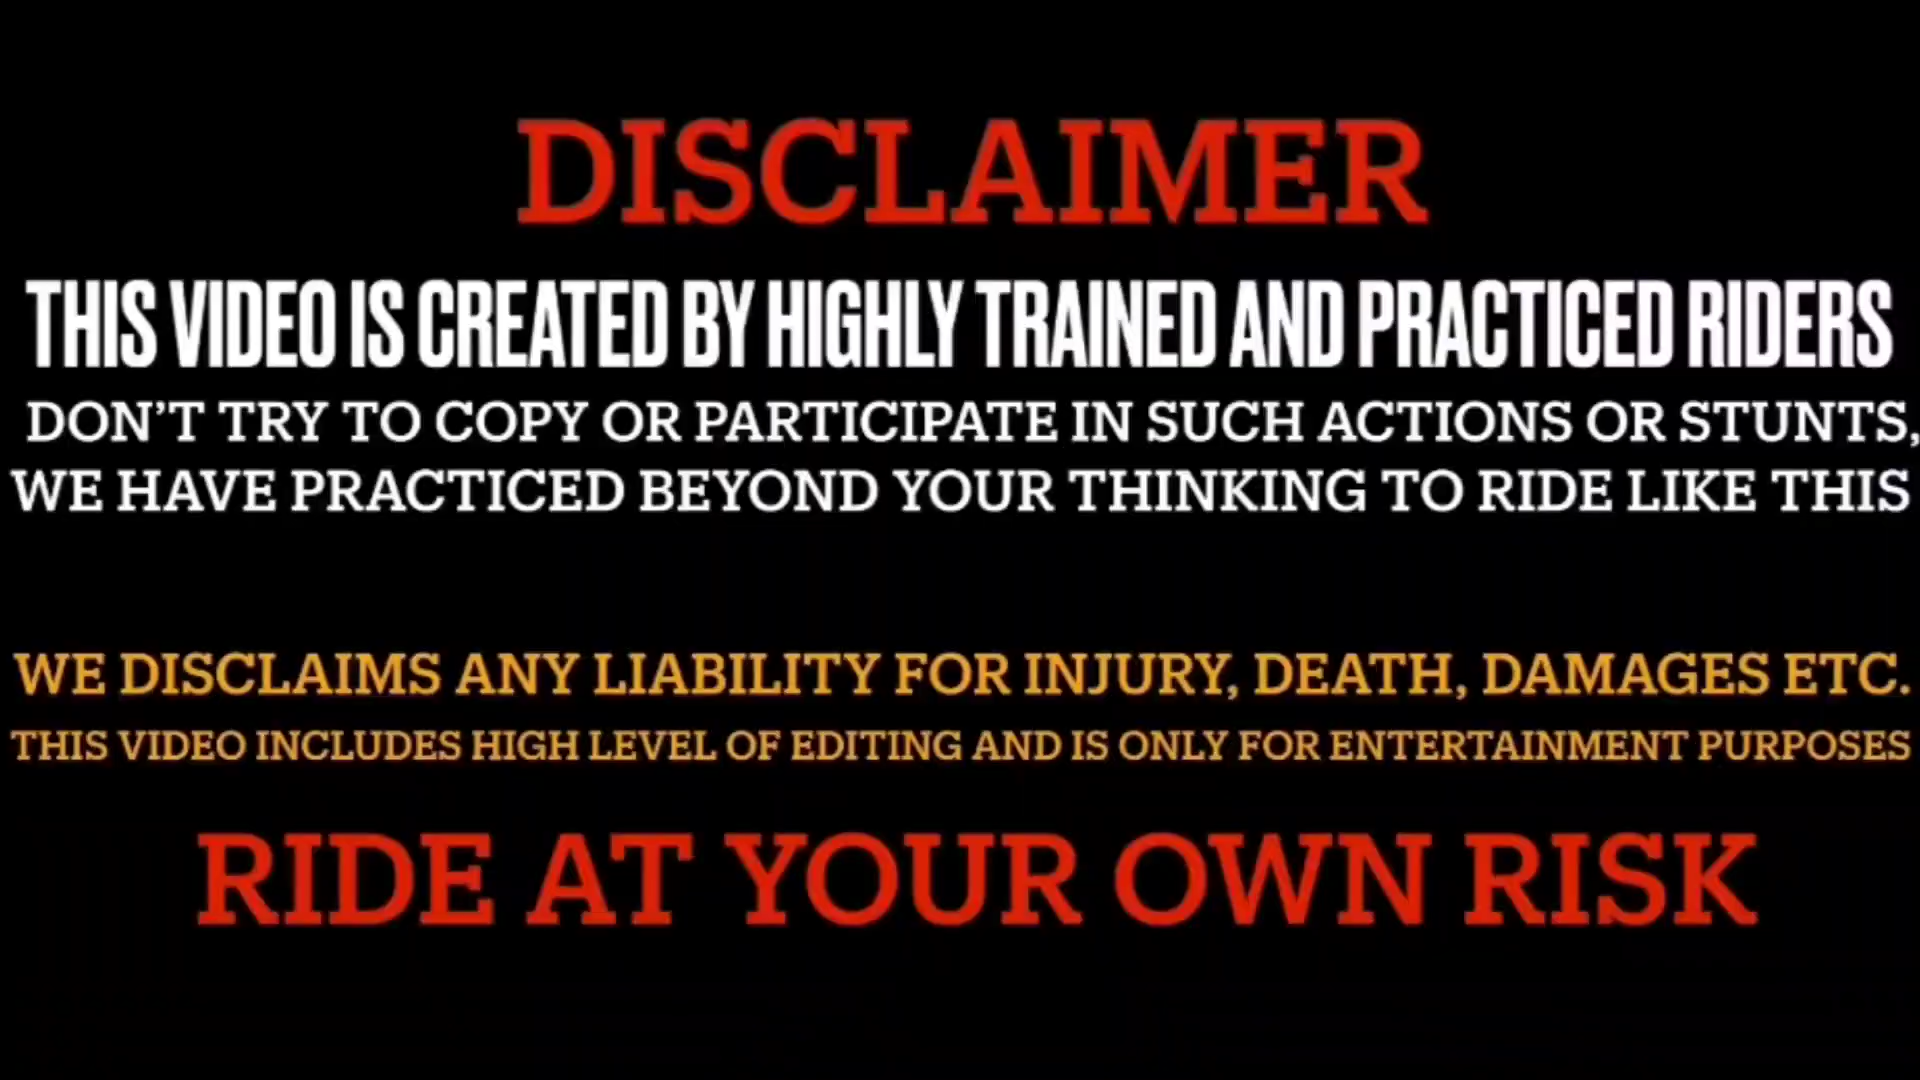 DISCLAIMER
THIS VIDEO IS CREATED BY HIGHLY TRAINED AND PRACTICED RIDERS
DON'T TRY TO COPY OR PARTICIPATE IN SUCH ACTIONS OR STUNTS,
WE HAVE PRACTICED BEYOND YOUR THINKING TO RIDE LIKE THIS
WE DISCLAIMS ANY LIABILITY FOR INJURY, DEATH, DAMAGES ETC.
THIS VIDEO INCLUDES HIGH LEVEL OF EDITING AND IS ONLY FOR ENTERTAINMENT PURPOSES
RIDE AT YOUR OWN RISK